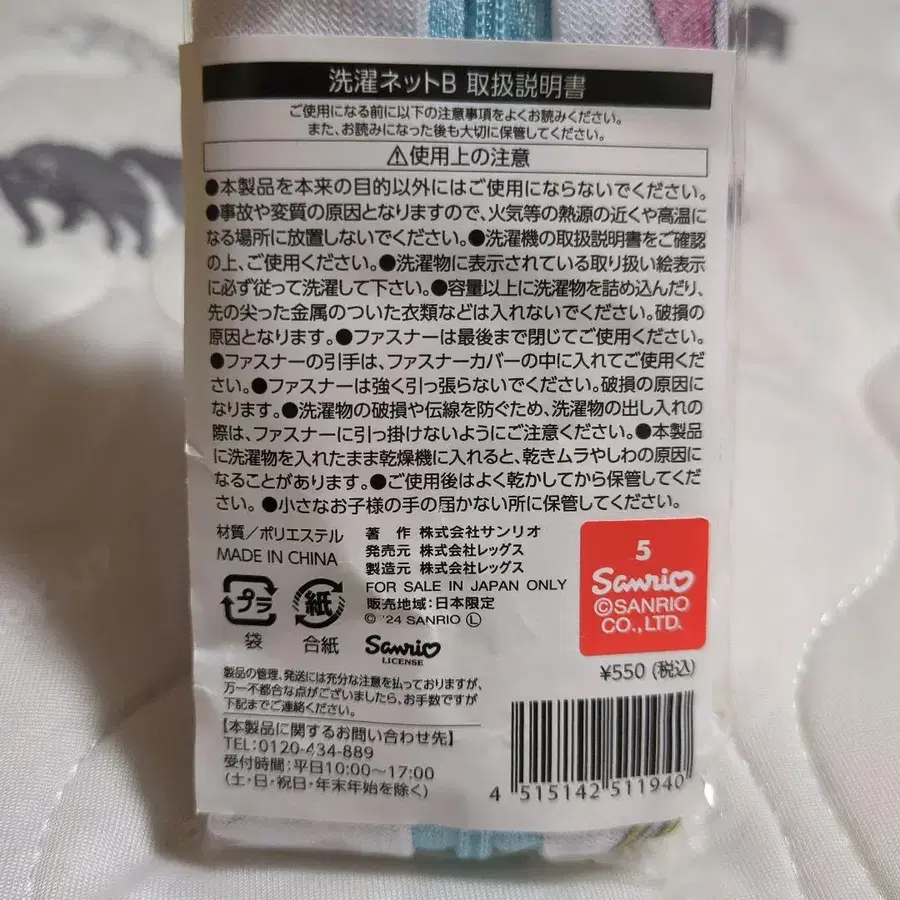 洗濯ネットB 取扱説明書
ご使用になる前に以下の注意事項をよくお読みください。
また、お読みになった後も大切に保管してください。
⚠使用上の注意
●本製品を本来の目的以外にはご使用にならないでください。
●事故や変質の原因となりますので、火気等の熱源の近くや高温に
なる場所に放置しないでください。●洗濯機の取扱説明書をご確認
の上、ご使用ください。●洗濯物に表示されている取り扱い絵表示
に必ず従って洗濯して下さい。●容量以上に洗濯物を詰め込んだり、
先の尖った金属のついた衣類などは入れないでください。破損の
原因となります。●ファスナーは最後まで閉じてご使用ください。
●ファスナーの引手は、ファスナーカバーの中に入れてご使用くだ
さい。●ファスナーは強く引っ張らないでください。破損の原因に
なります。●洗濯物の破損や伝線を防ぐため、洗濯物の出し入れの
際は、ファスナーに引っ掛けないようにご注意ください。●本製品
に洗濯物を入れたまま乾燥機に入れると、乾きムラやしわの原因に
なることがあります。●ご使用後はよく乾かしてから保管してくだ
さい。●小さなお子様の手の届かない所に保管してください。
材質/ポリエステル
MADE IN CHINA
プラ
袋
紙
合紙
著 作 株式会社サンリオ
発売元 株式会社レッグス
製造元 株式会社レッグス
FOR SALE IN JAPAN ONLY
販売地域:日本限定
© '24 SANRIO Ⓛ
Sanrio
LICENSE
5
Sanrio
©SANRIO
CO., LTD.
¥550 (税込)
製品の管理、発送には充分な注意を払っておりますが、
万一不都合な点がございましたら、お手数ですが
下記までご連絡ください。
【本製品に関するお問い合わせ先】
TEL:0120-434-889
受付時間:平日10:00〜17:00
(土・日・祝日・年末年始を除く)
4 515142 511940